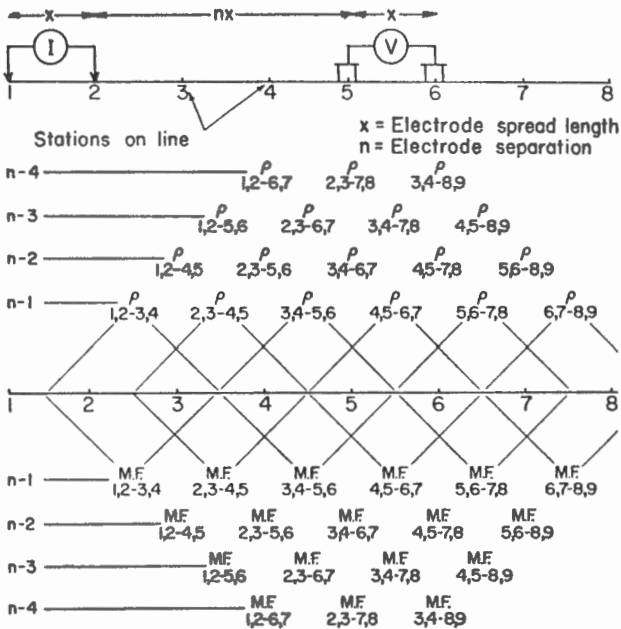 x nx x
I V
1 2 3 4 5 6 7 8
Stations on line
x = Electrode spread length
n = Electrode separation
n-4 ρ ρ ρ
1,2-6,7 2,3-7,8 3,4-8,9
n-3 ρ ρ ρ ρ
1,2-5,6 2,3-6,7 3,4-7,8 4,5-8,9
n-2 ρ ρ ρ ρ ρ
1,2-4,5 2,3-5,6 3,4-6,7 4,5-7,8 5,6-8,9
n-1 ρ ρ ρ ρ ρ ρ
1,2-3,4 2,3-4,5 3,4-5,6 4,5-6,7 5,6-7,8 6,7-8,9
1 2 3 4 5 6 7 8
n-1 M.F. M.F. M.F. M.F. M.F. M.F.
1,2-3,4 2,3-4,5 3,4-5,6 4,5-6,7 5,6-7,8 6,7-8,9
n-2 M.F. M.F. M.F. M.F. M.F.
1,2-4,5 2,3-5,6 3,4-6,7 4,5-7,8 5,6-8,9
n-3 M.F. M.F. M.F. M.F.
1,2-5,6 2,3-6,7 3,4-7,8 4,5-8,9
n-4 M.F. M.F. M.F.
1,2-6,7 2,3-7,8 3,4-8,9